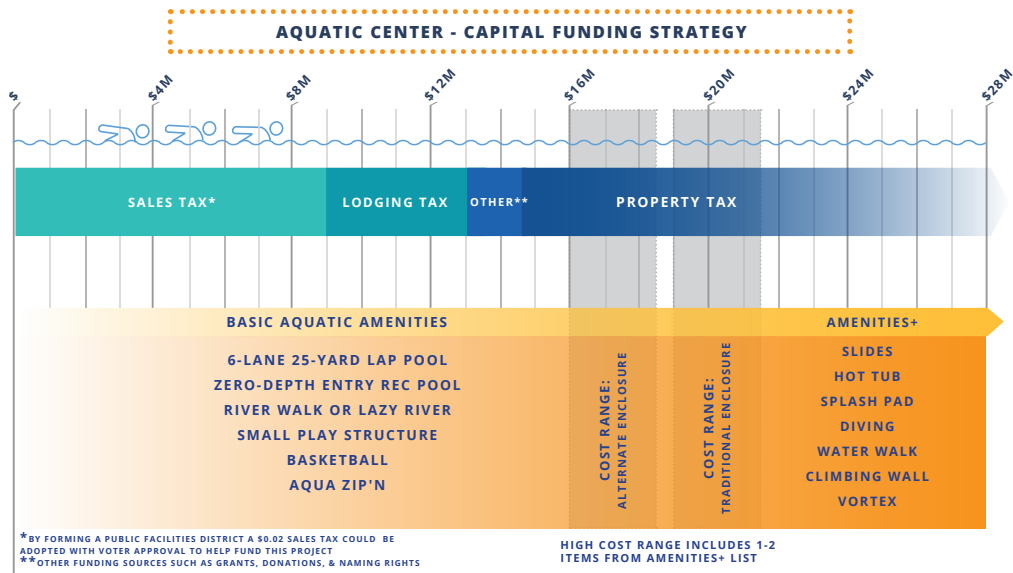 AQUATIC CENTER - CAPITAL FUNDING STRATEGY
$
$4M
$8M
$12M
$16M
$20M
$24M
$28M
SALES TAX*
LODGING TAX
OTHER**
PROPERTY TAX
BASIC AQUATIC AMENITIES
6-LANE 25-YARD LAP POOL
ZERO-DEPTH ENTRY REC POOL
RIVER WALK OR LAZY RIVER
SMALL PLAY STRUCTURE
BASKETBALL
AQUA ZIP'N
COST RANGE:
ALTERNATE ENCLOSURE
COST RANGE:
TRADITIONAL ENCLOSURE
AMENITIES+
SLIDES
HOT TUB
SPLASH PAD
DIVING
WATER WALK
CLIMBING WALL
VORTEX
*BY FORMING A PUBLIC FACILITIES DISTRICT A $0.02 SALES TAX COULD BE
ADOPTED WITH VOTER APPROVAL TO HELP FUND THIS PROJECT
**OTHER FUNDING SOURCES SUCH AS GRANTS, DONATIONS, & NAMING RIGHTS
HIGH COST RANGE INCLUDES 1-2
ITEMS FROM AMENITIES+ LIST